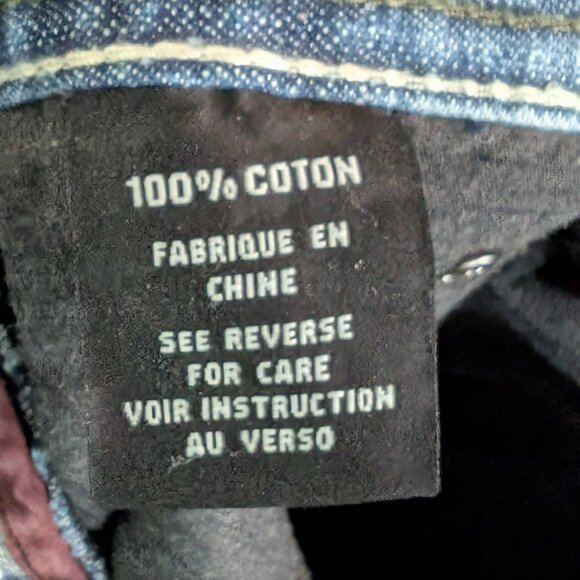 100% COTON
FABRIQUE EN
CHINE
SEE REVERSE
FOR CARE
VOIR INSTRUCTION
AU VERSO